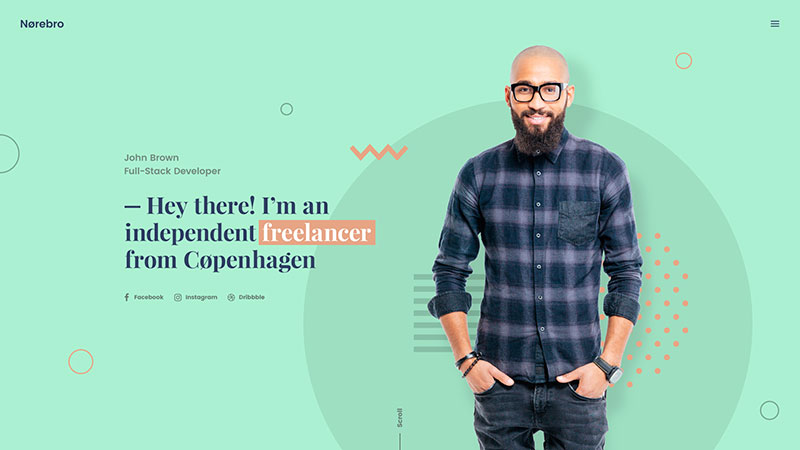 Nørebro
John Brown
Full-Stack Developer
— Hey there! I'm an
independent freelancer
from Cøpenhagen
Facebook Instagram Dribbble
Scroll